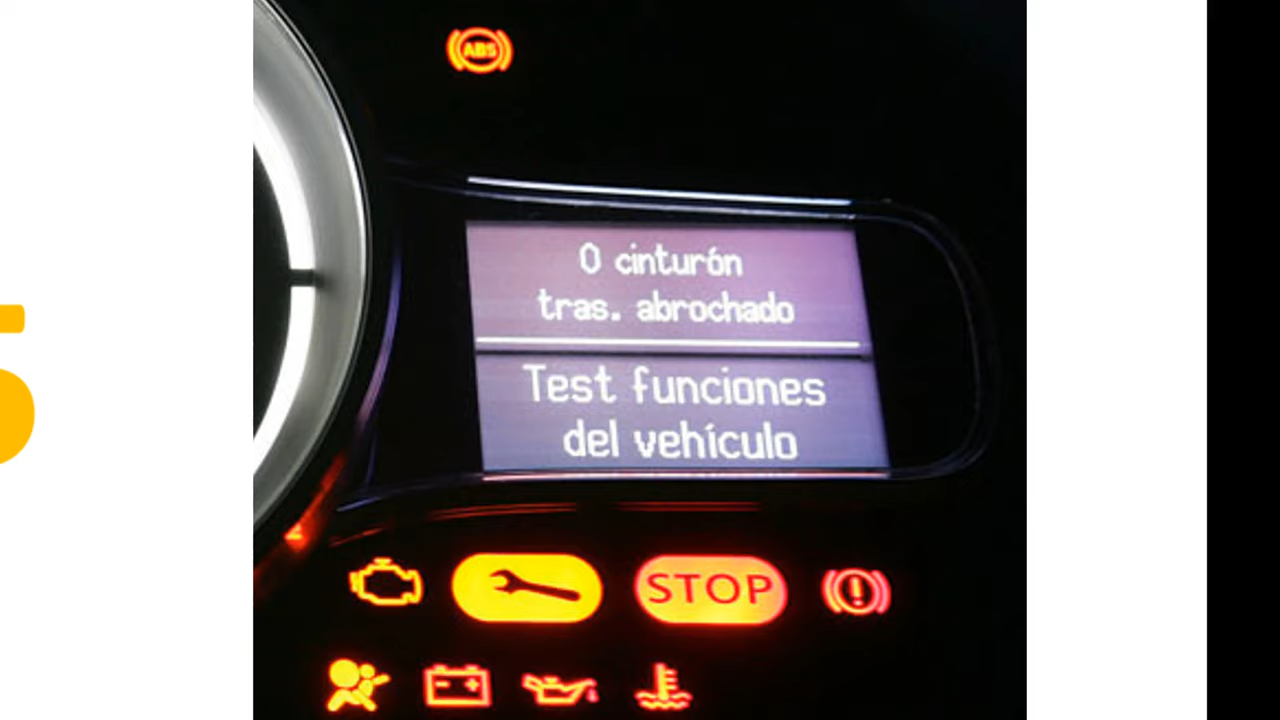 ABS
0 cinturón
tras. abrochado
Test funciones
del vehículo
STOP